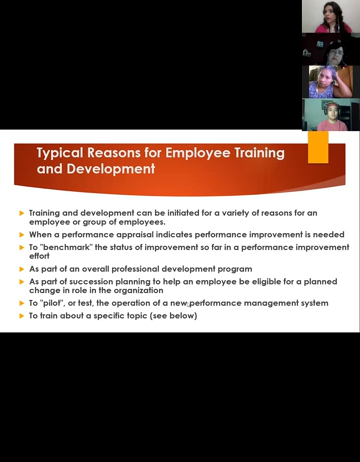 Typical Reasons for Employee Training
and Development
Training and development can be initiated for a variety of reasons for an
employee or group of employees.
When a performance appraisal indicates performance improvement is needed
To "benchmark" the status of improvement so far in a performance improvement
effort
As part of an overall professional development program
As part of succession planning to help an employee be eligible for a planned
change in role in the organization
To "pilot", or test, the operation of a new performance management system
To train about a specific topic (see below)